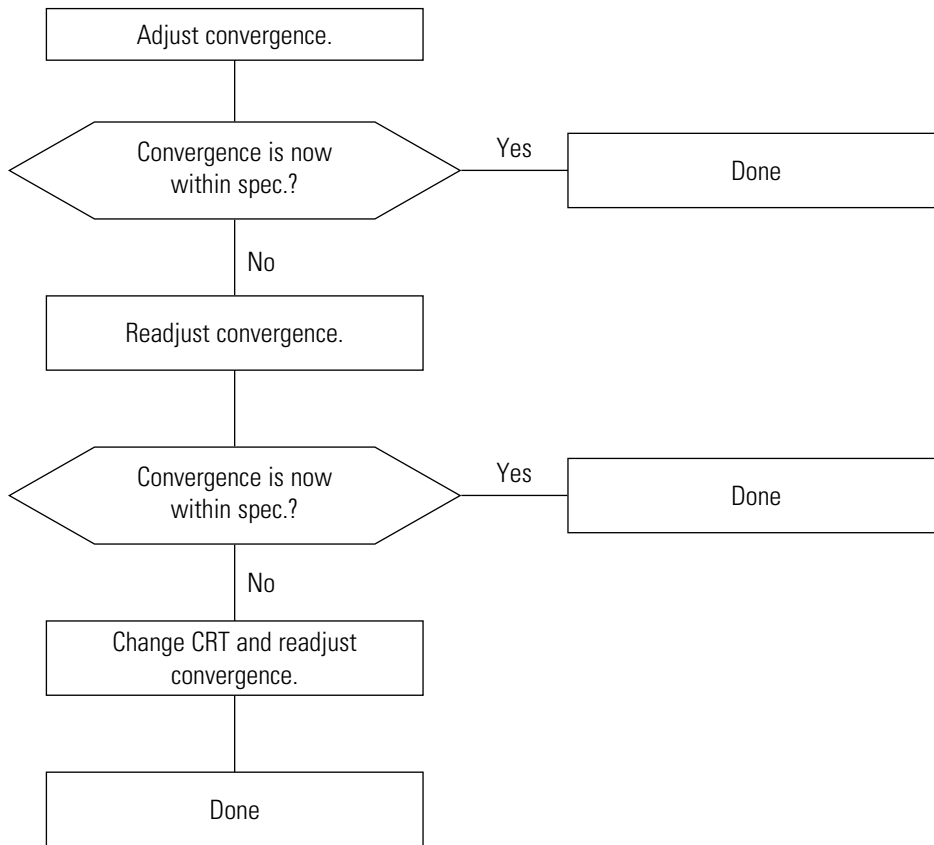 Adjust convergence.
Convergence is now
within spec.?
Yes
Done
No
Readjust convergence.
Convergence is now
within spec.?
Yes
Done
No
Change CRT and readjust
convergence.
Done